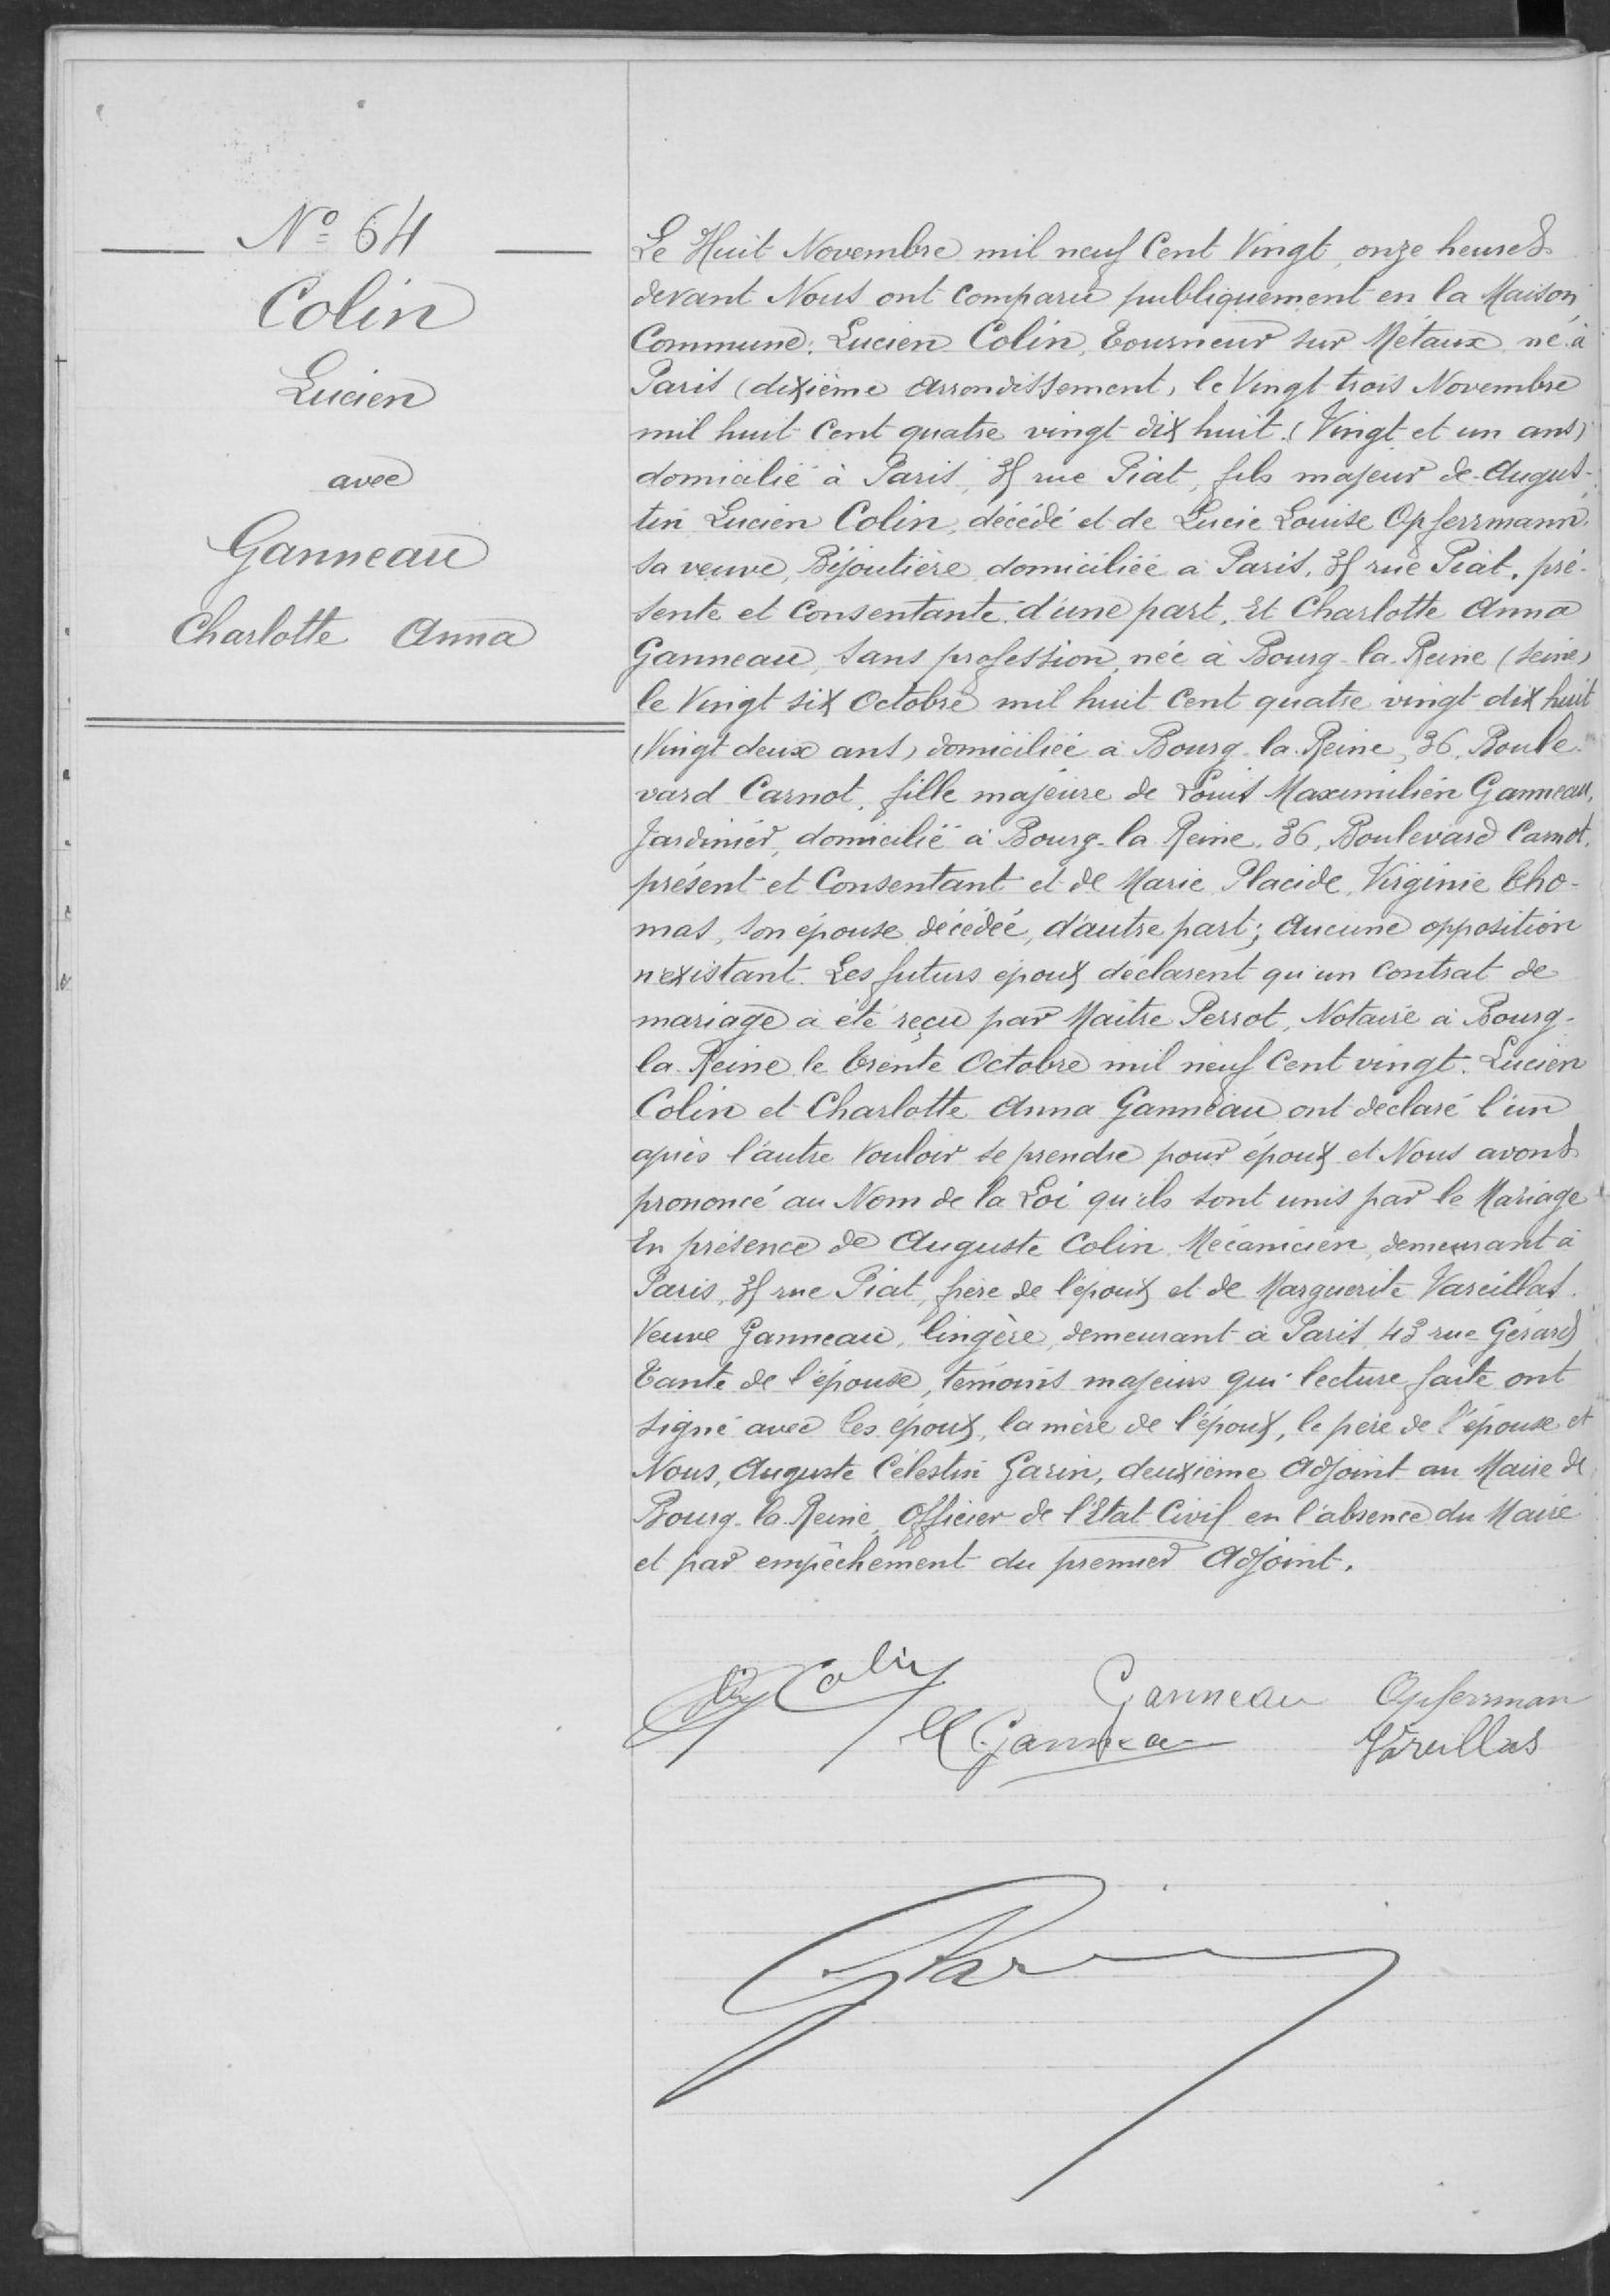 Nº 64
Colin
Lucien
avec
Ganneau
Charlotte Anna
Le Huit Novembre mil neuf Cent Vingt, onze heures
devant Nous ont comparu publiquement en la Maison
Commune: Lucien Colin, tourneur sur Métaux, né à
Paris (dixième arrondissement, le Vingt trois Novembre
mil huit Cent quatre vingt dix huit (Vingt et un ans)
domicilié à Paris, rue Piat, fils majeur de Augus-
tin Lucien Colin, décédé et de Lucie Louise Opferrmann,
sa veuve, Bijoutière, domiciliée à Paris, rue Piat, pré-
sente et Consentante d'une part. Et Charlotte Anna
Ganneau, sans profession, née à Bourg-la-Reine (Seine)
le Vingt six Octobre mil huit Cent quatre vingt dix huit
(Vingt deux ans) domiciliée à Bourg-la-Reine, 36, Boule-
vard Carnot, fille majeure de Louis Maximilien Ganneau,
Jardinier, domicilié à Bourg-la-Reine, 36, Boulevard Carnot,
présent et Consentant et de Marie Placide Virginie Tho-
mas, son épouse décédée, d'autre part; Aucune opposition
n'existant. Les futurs époux déclarent qu'un Contrat de
mariage a été reçu par Maître Perrot, Notaire à Bourg-
la-Reine le trente Octobre mil neuf Cent vingt. Lucien
Colin et Charlotte Anna Ganneau ont déclaré l'un
après l'autre Vouloir se prendre pour époux et Nous avons
prononcé au Nom de la Loi qu'ils sont unis par le Mariage
En présence de Auguste Colin, Mécanicien, demeurant à
Paris, rue Piat, frère de l'époux et de Marguerite Vareillas.
Veuve Ganneau, lingère, demeurant à Paris, 43 rue Gérard
Tante de l'épouse, témoins majeurs qui lecture faite ont
signé avec les époux, la mère de l'époux, le père de l'épouse et
Nous, Auguste Célestin Garin, deuxième Adjoint au Maire de
Bourg-la-Reine, Officier de l'Etat Civil en l'absence du Maire
et par empêchement du premier Adjoint.
Colin
Ganneau Opferrman
Ganneau Vareillas
Garin